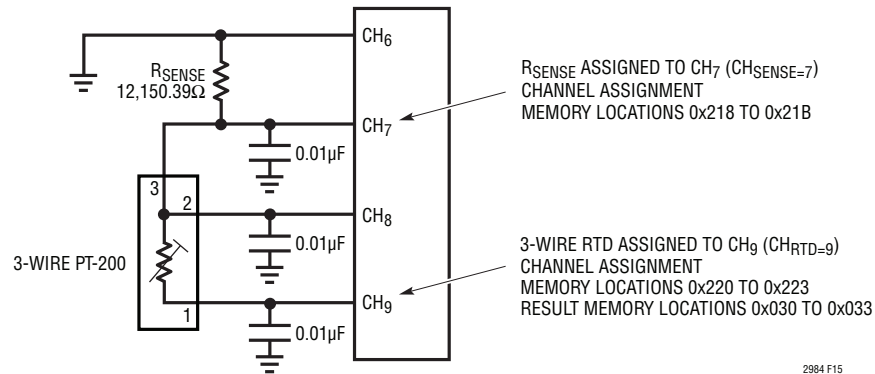 CH6
RSENSE
12,150.39Ω
RSENSE ASSIGNED TO CH7 (CHSENSE=7)
CHANNEL ASSIGNMENT
MEMORY LOCATIONS 0x218 TO 0x21B
CH7
0.01µF
3
2
CH8
0.01µF
3-WIRE PT-200
3-WIRE RTD ASSIGNED TO CH9 (CHRTD=9)
CHANNEL ASSIGNMENT
MEMORY LOCATIONS 0x220 TO 0x223
RESULT MEMORY LOCATIONS 0x030 TO 0x033
1
CH9
0.01µF
2984 F15